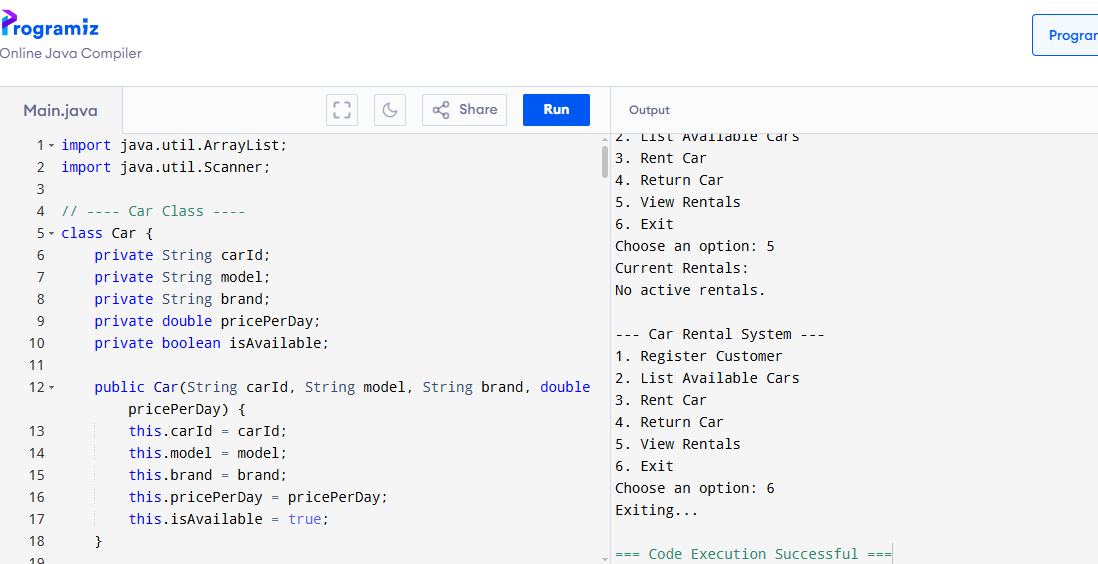 Programiz
Online Java Compiler
Main.java
Share
Run
1 import java.util.ArrayList;
2 import java.util.Scanner;
3
4 // ---- Car Class ----
5 class Car {
6 private String carId;
7 private String model;
8 private String brand;
9 private double pricePerDay;
10 private boolean isAvailable;
11
12 public Car(String carId, String model, String brand, double
pricePerDay) {
13 this.carId = carId;
14 this.model = model;
15 this.brand = brand;
16 this.pricePerDay = pricePerDay;
17 this.isAvailable = true;
18 }
19
Output
2. List Available Cars
3. Rent Car
4. Return Car
5. View Rentals
6. Exit
Choose an option: 5
Current Rentals:
No active rentals.
--- Car Rental System ---
1. Register Customer
2. List Available Cars
3. Rent Car
4. Return Car
5. View Rentals
6. Exit
Choose an option: 6
Exiting...
=== Code Execution Successful ===